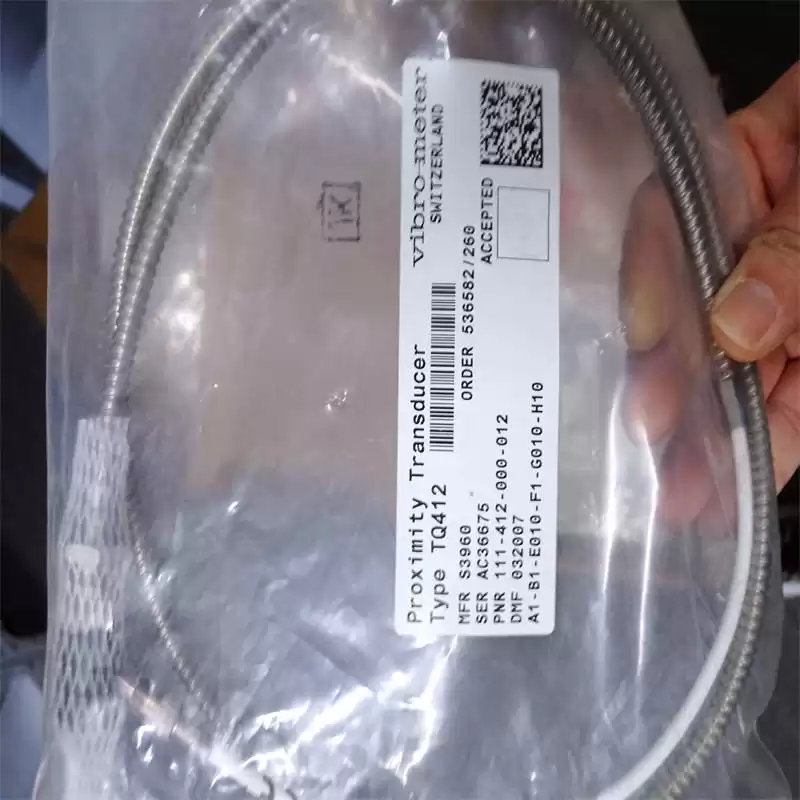 Proximity Transducer
vibro-meter
Type TQ412
SWITZERLAND
MFR S3960
ORDER 536582/260
SER AC36675
ACCEPTED
PNR 111-412-000-012
DMF 032007
A1-B1-E010-F1-G010-H10